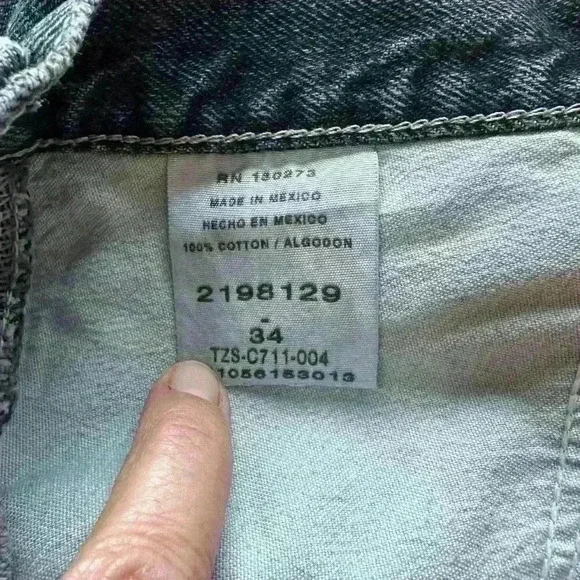 RN 130273
MADE IN MEXICO
HECHO EN MEXICO
100% COTTON / ALGODON
2198129
-
34
TZS-C711-004
1056153013